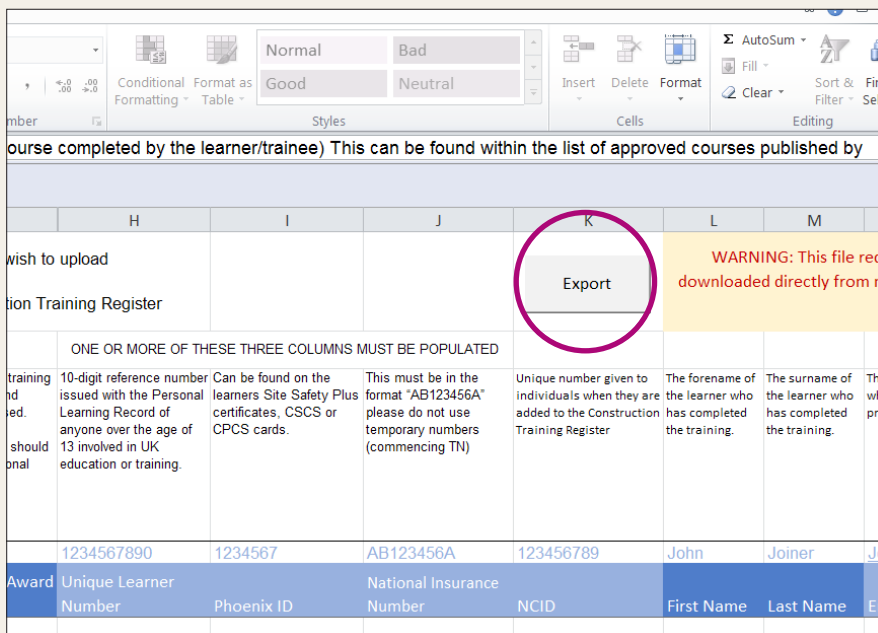 Normal Bad
Good Neutral
Σ AutoSum
Fill
Clear
Conditional Format as
Formatting Table
Insert Delete Format
Sort &
Filter
, .0 .00
.00 .0
Styles Cells Editing
ourse completed by the learner/trainee) This can be found within the list of approved courses published by
H I J K L M
wish to upload
tion Training Register
Export
WARNING: This file
downloaded directly from
ONE OR MORE OF THESE THREE COLUMNS MUST BE POPULATED
training
nd
sed.
should
onal
10-digit reference number
issued with the Personal
Learning Record of
anyone over the age of
13 involved in UK
education or training.
Can be found on the
learners Site Safety Plus
certificates, CSCS or
CPCS cards.
This must be in the
format “AB123456A”
please do not use
temporary numbers
(commencing TN)
Unique number given to
individuals when they are
added to the Construction
Training Register
The forename of
the learner who
has completed
the training.
The surname of
the learner who
has completed
the training.
1234567890 1234567 AB123456A 123456789 John Joiner
Award
Unique Learner
Number
Phoenix ID
National Insurance
Number
NCID
First Name
Last Name